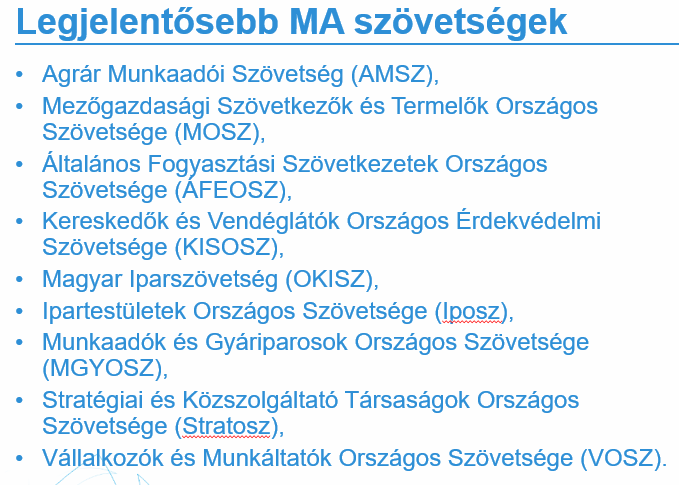 Legjelentősebb MA szövetségek
• Agrár Munkaadói Szövetség (AMSZ),
• Mezőgazdasági Szövetkezők és Termelők Országos
Szövetsége (MOSZ),
• Általános Fogyasztási Szövetkezetek Országos
Szövetsége (ÁFEOSZ),
• Kereskedők és Vendéglátók Országos Érdekvédelmi
Szövetsége (KISOSZ),
• Magyar Iparszövetség (OKISZ),
• Ipartestületek Országos Szövetsége (Iposz),
• Munkaadók és Gyáriparosok Országos Szövetsége
(MGYOSZ),
• Stratégiai és Közszolgáltató Társaságok Országos
Szövetsége (Stratosz),
• Vállalkozók és Munkáltatók Országos Szövetsége (VOSZ).